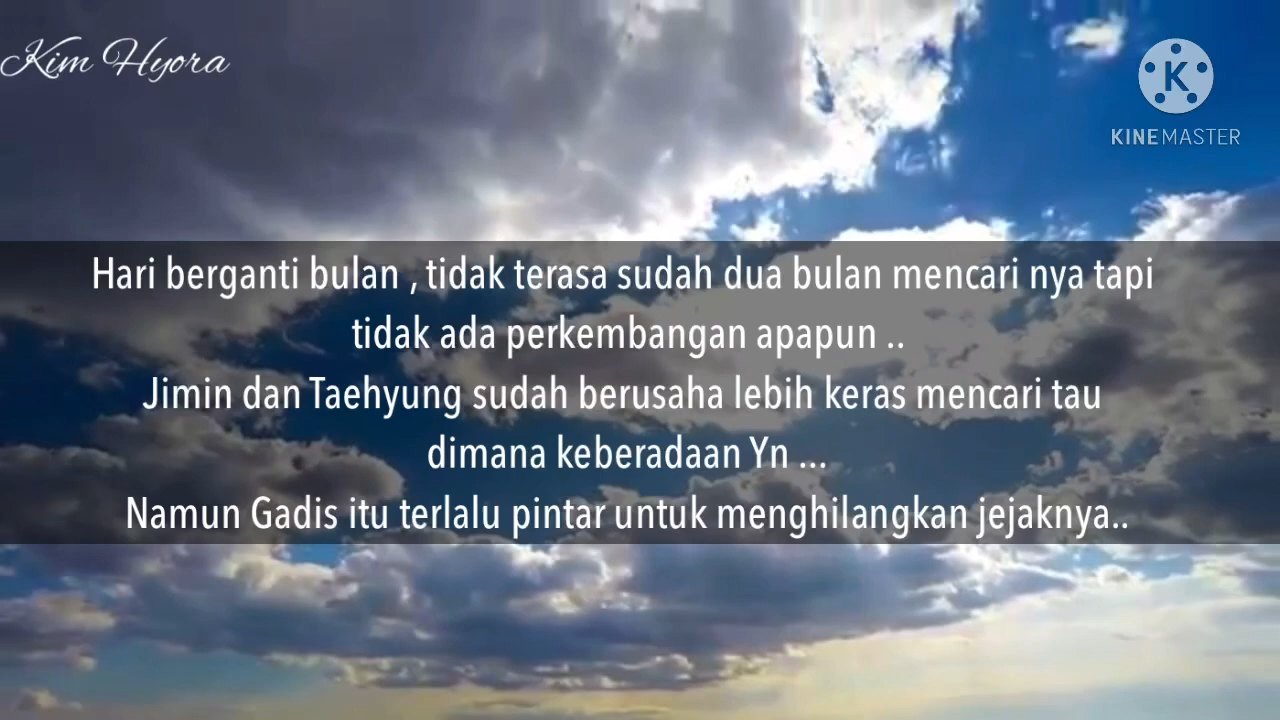 Kim Hyora
K
KINEMASTER
Hari berganti bulan , tidak terasa sudah dua bulan mencari nya tapi
tidak ada perkembangan apapun ..
Jimin dan Taehyung sudah berusaha lebih keras mencari tau
dimana keberadaan Yn ...
Namun Gadis itu terlalu pintar untuk menghilangkan jejaknya..